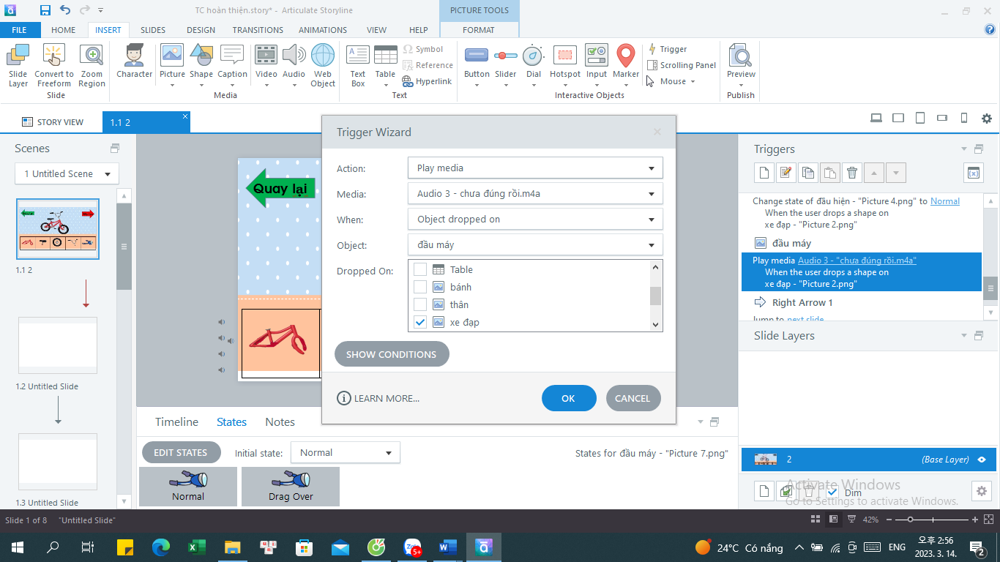 TC hoàn thiện.story* - Articulate Storyline
PICTURE TOOLS
FILE
HOME
INSERT
SLIDES
DESIGN
TRANSITIONS
ANIMATIONS
VIEW
HELP
FORMAT
Slide Layer
Convert to Freeform
Zoom Region
Slide
Character
Picture
Shape
Caption
Video
Audio
Web Object
Media
Text Box
Table
Symbol
Reference
Hyperlink
Text
Button
Slider
Dial
Hotspot
Input
Marker
Trigger
Scrolling Panel
Mouse
Interactive Objects
Preview
Publish
STORY VIEW
1.1 2
Scenes
1 Untitled Scene
1.1 2
1.2 Untitled Slide
1.3 Untitled Slide
Quay lại
Trigger Wizard
Action:
Play media
Media:
Audio 3 - chưa đúng rồi.m4a
When:
Object dropped on
Object:
đầu máy
Dropped On:
Table
bánh
thân
xe đạp
SHOW CONDITIONS
LEARN MORE...
OK
CANCEL
Triggers
Change state of đầu hiện - "Picture 4.png" to Normal
When the user drops a shape on
xe đạp - "Picture 2.png"
đầu máy
Play media Audio 3 - "chưa đúng rồi.m4a"
When the user drops a shape on
xe đạp - "Picture 2.png"
Right Arrow 1
Jump to next slide
Slide Layers
2
(Base Layer)
Dim
Activate Windows
Go to Settings to activate Windows.
Timeline
States
Notes
EDIT STATES
Initial state:
Normal
States for đầu máy - "Picture 7.png"
Normal
Drag Over
Slide 1 of 8
"Untitled Slide"
42%
Zalo
5+
24°C Có nắng
ENG
오후 2:56
2023. 3. 14.
2